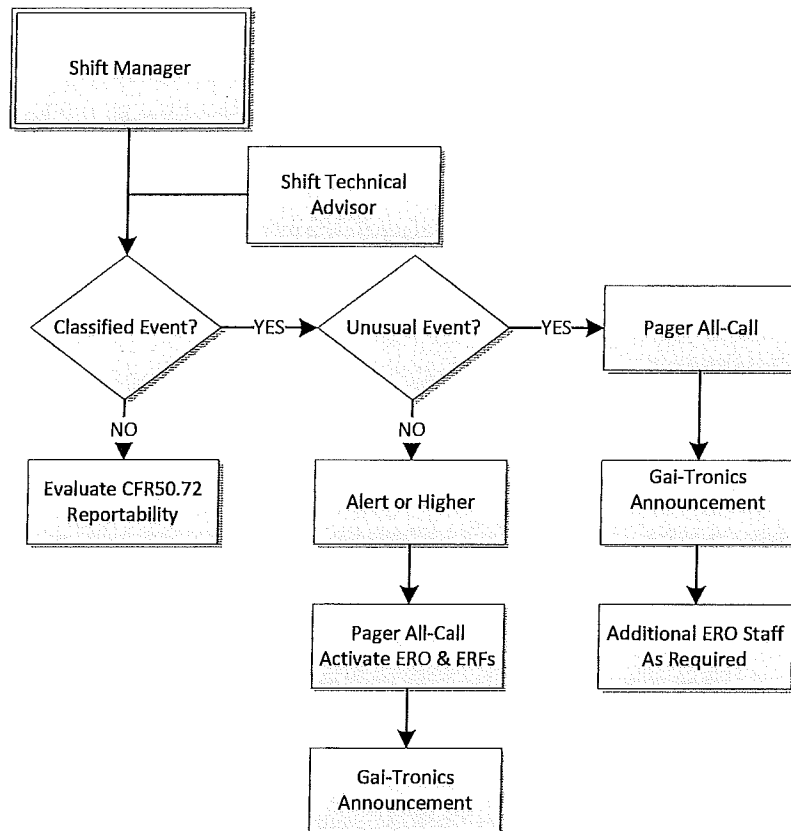 Shift Manager
Shift Technical
Advisor
Classified Event?
YES
Unusual Event?
YES
Pager All-Call
NO
NO
Evaluate CFR50.72
Reportability
Alert or Higher
Gai-Tronics
Announcement
Pager All-Call
Activate ERO & ERFs
Additional ERO Staff
As Required
Gai-Tronics
Announcement